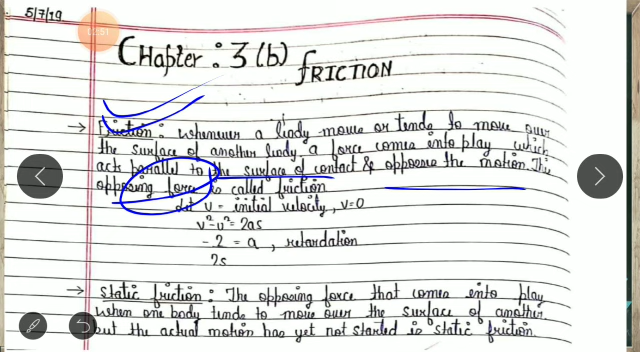 5/7/19
02:51
CHapter : 3 (b) fRICTION
→ Friction : Whenever a body move or tends to move over
the surface of another body a force comes into play which
acts parallel to the surface of contact & opposes the motion. This
opposing force is called friction
let u = initial velocity, v=0
v²-u² = 2as
-2 = a, retardation
2s
→ Static friction : The opposing force that comes into play
when one body tends to move over the surface of another.
but the actual motion has yet not started is static friction.